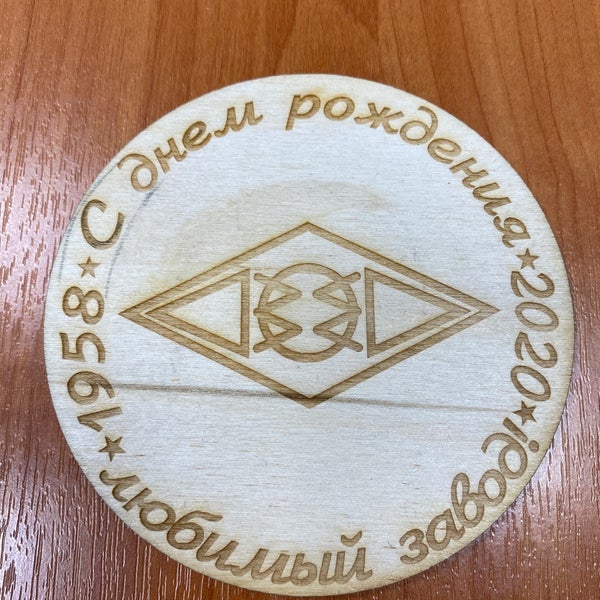 С днем рождения★2020★
любимый завод!
★1958★